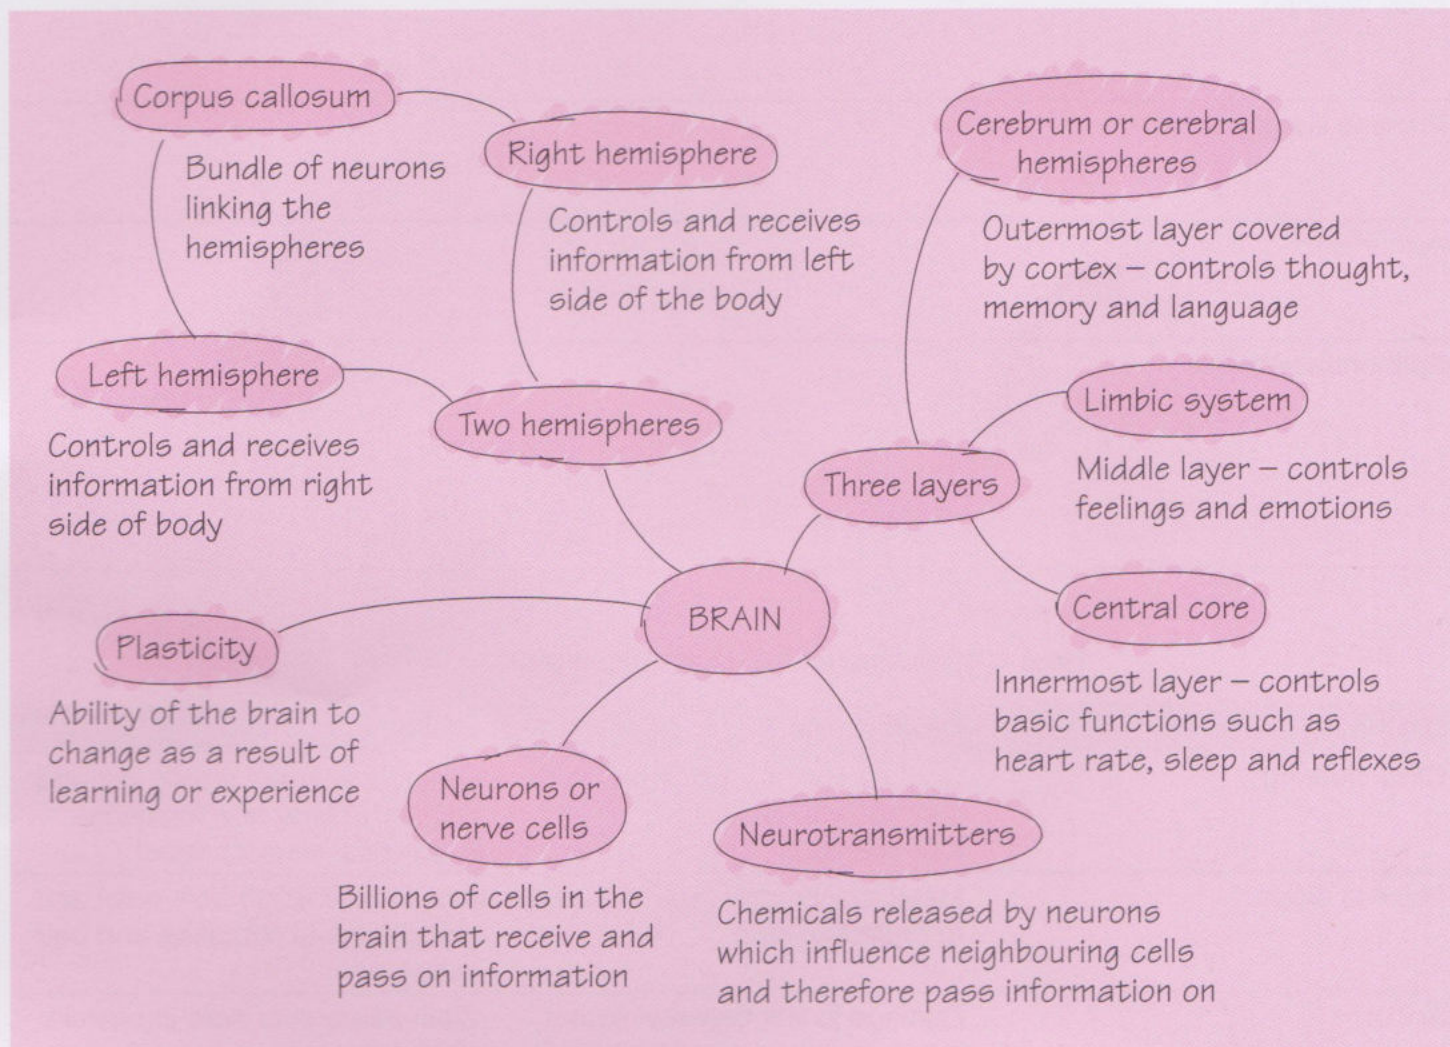 Corpus callosum
Bundle of neurons
linking the
hemispheres
Right hemisphere
Controls and receives
information from left
side of the body
Left hemisphere
Controls and receives
information from right
side of body
Two hemispheres
Cerebrum or cerebral
hemispheres
Outermost layer covered
by cortex – controls thought,
memory and language
Limbic system
Middle layer – controls
feelings and emotions
Three layers
Central core
Innermost layer – controls
basic functions such as
heart rate, sleep and reflexes
BRAIN
Plasticity
Ability of the brain to
change as a result of
learning or experience
Neurons or
nerve cells
Billions of cells in the
brain that receive and
pass on information
Neurotransmitters
Chemicals released by neurons
which influence neighbouring cells
and therefore pass information on